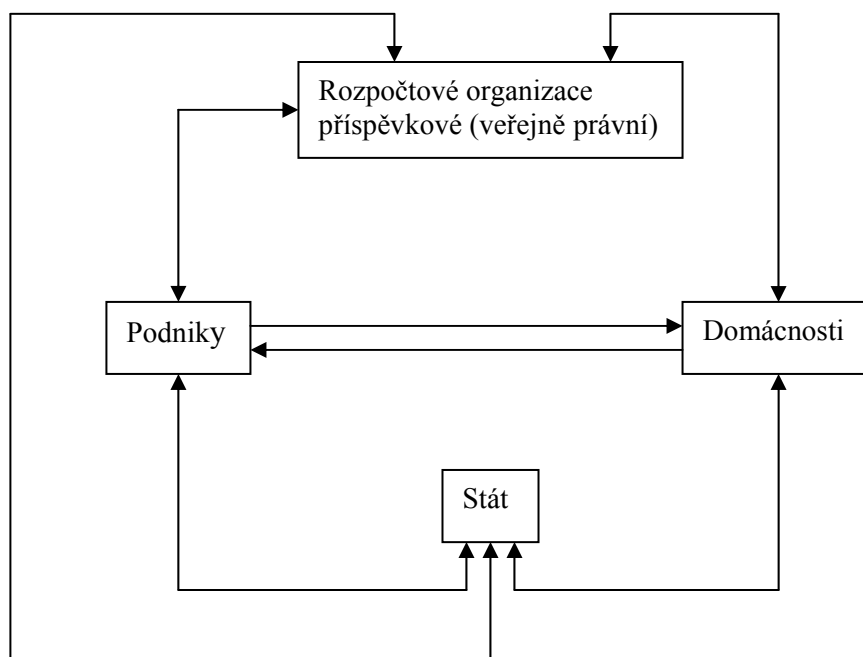 Rozpočtové organizace
příspěvkové (veřejně právní)
Podniky
Domácnosti
Stát